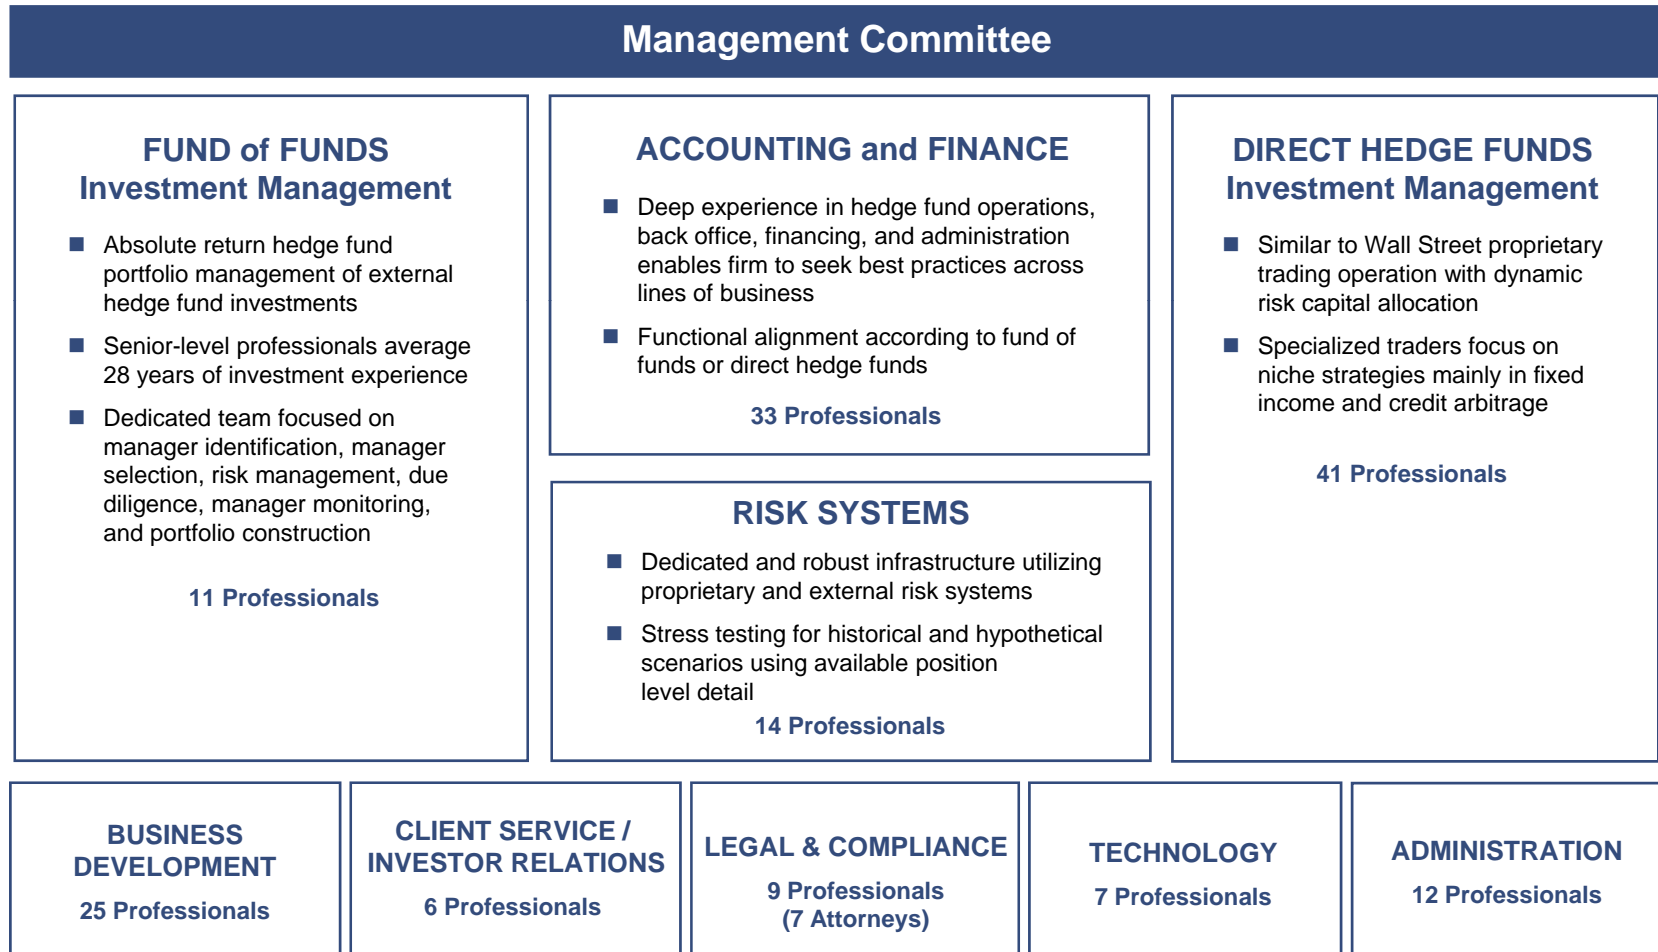 Management Committee
FUND of FUNDS
Investment Management
■ Absolute return hedge fund
portfolio management of external
hedge fund investments
■ Senior-level professionals average
28 years of investment experience
■ Dedicated team focused on
manager identification, manager
selection, risk management, due
diligence, manager monitoring,
and portfolio construction
11 Professionals
ACCOUNTING and FINANCE
■ Deep experience in hedge fund operations,
back office, financing, and administration
enables firm to seek best practices across
lines of business
■ Functional alignment according to fund of
funds or direct hedge funds
33 Professionals
RISK SYSTEMS
■ Dedicated and robust infrastructure utilizing
proprietary and external risk systems
■ Stress testing for historical and hypothetical
scenarios using available position
level detail
14 Professionals
DIRECT HEDGE FUNDS
Investment Management
■ Similar to Wall Street proprietary
trading operation with dynamic
risk capital allocation
■ Specialized traders focus on
niche strategies mainly in fixed
income and credit arbitrage
41 Professionals
BUSINESS
DEVELOPMENT
25 Professionals
CLIENT SERVICE /
INVESTOR RELATIONS
6 Professionals
LEGAL & COMPLIANCE
9 Professionals
(7 Attorneys)
TECHNOLOGY
7 Professionals
ADMINISTRATION
12 Professionals